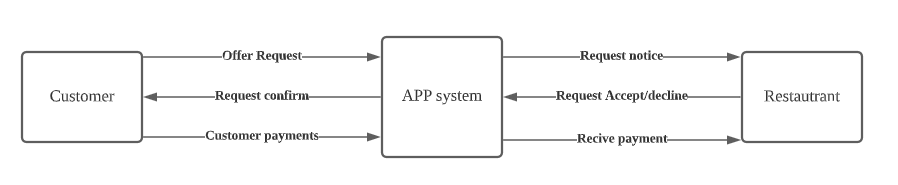 Offer Request
Request notice
Customer
Request confirm
APP system
Request Accept/decline
Restautrant
Customer payments
Recive payment